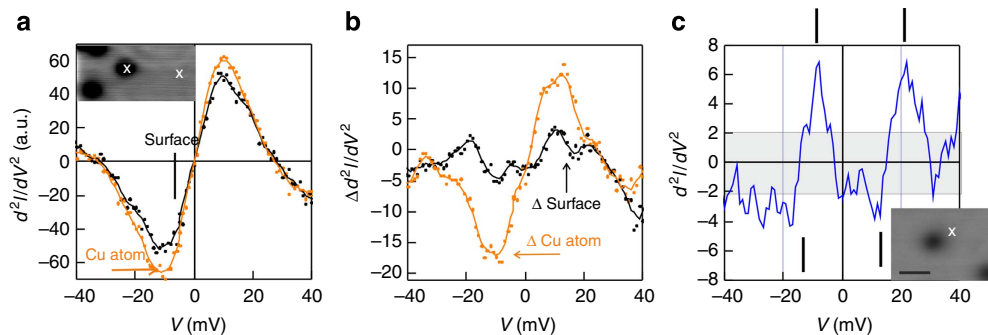 a
60
40
20
0
−20
−40
−60
d²I/dV² (a.u.)
x x
Surface
Cu atom
−40 −20 0 20 40
V (mV)
b
15
10
5
0
−5
−10
−15
−20
Δd²I/dV²
Δ Surface
Δ Cu atom
−40 −20 0 20 40
V (mV)
c
8
6
4
2
0
−2
−4
−6
−8
d²I/dV²
x
−40 −20 0 20 40
V (mV)